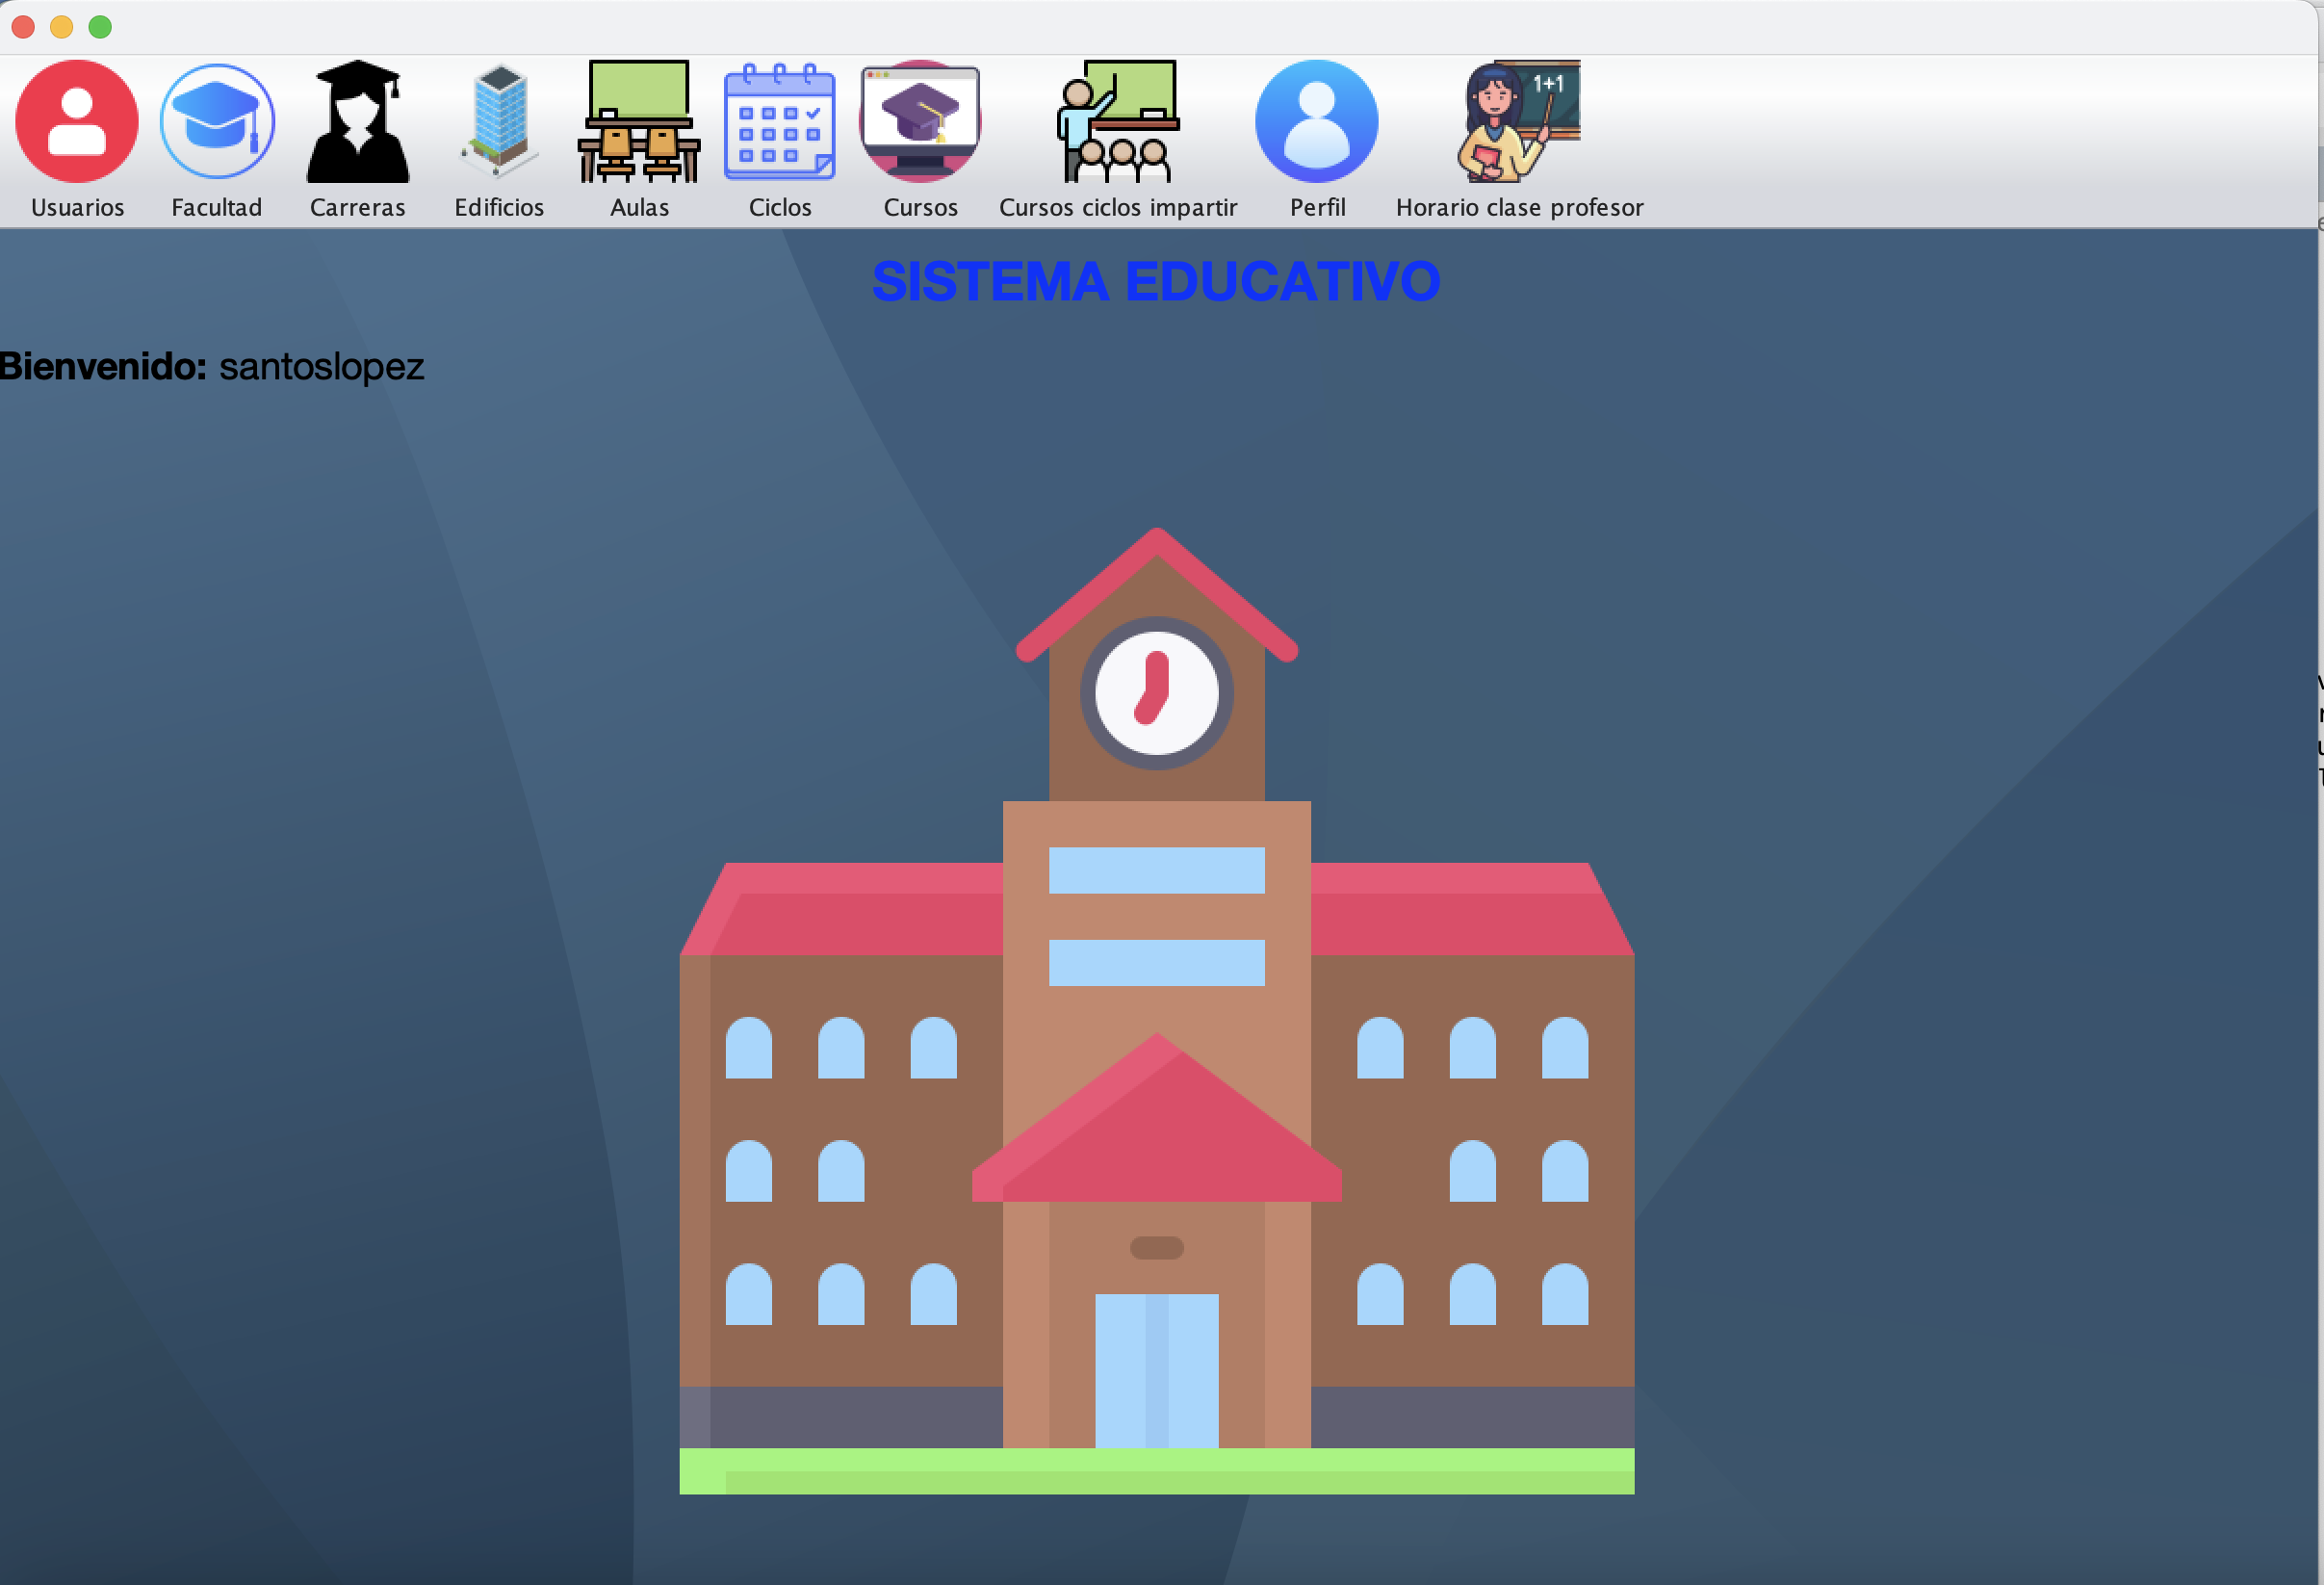 1+1
Usuarios Facultad Carreras Edificios Aulas Ciclos Cursos Cursos ciclos impartir Perfil Horario clase profesor
SISTEMA EDUCATIVO
Bienvenido: santoslopez